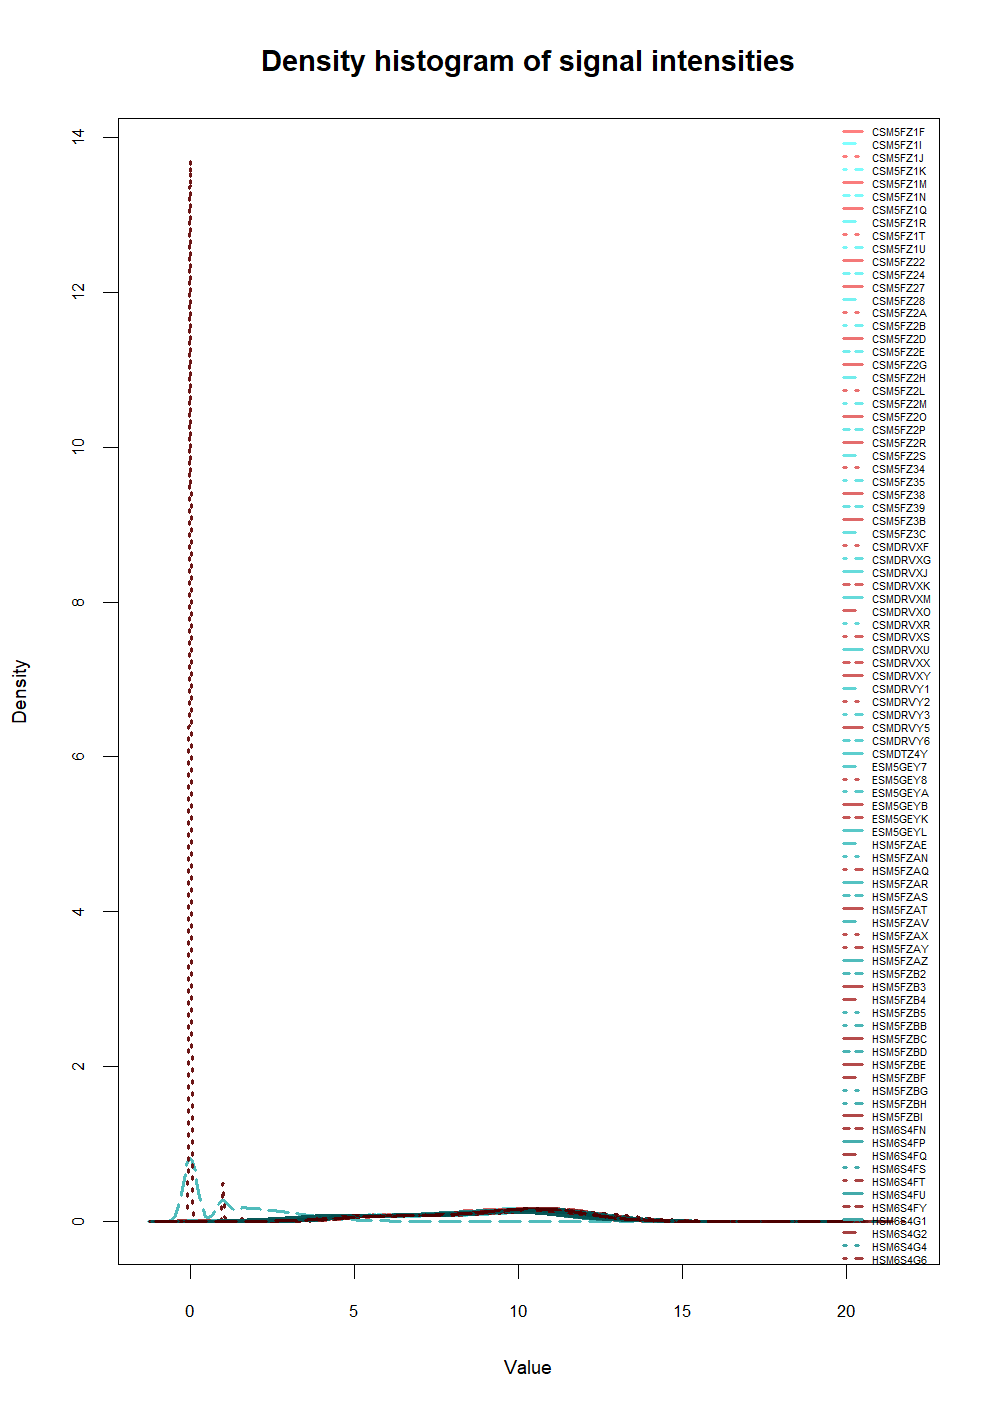 Density histogram of signal intensities
14
12
10
8
6
4
2
0
Density
0
5
10
15
20
Value
CSM5FZ1F
CSM5FZ1I
CSM5FZ1J
CSM5FZ1K
CSM5FZ1M
CSM5FZ1N
CSM5FZ1Q
CSM5FZ1R
CSM5FZ1T
CSM5FZ1U
CSM5FZ22
CSM5FZ24
CSM5FZ27
CSM5FZ28
CSM5FZ2A
CSM5FZ2B
CSM5FZ2D
CSM5FZ2E
CSM5FZ2G
CSM5FZ2H
CSM5FZ2L
CSM5FZ2M
CSM5FZ2O
CSM5FZ2P
CSM5FZ2R
CSM5FZ2S
CSM5FZ34
CSM5FZ35
CSM5FZ38
CSM5FZ39
CSM5FZ3B
CSM5FZ3C
CSMDRVXF
CSMDRVXG
CSMDRVXJ
CSMDRVXK
CSMDRVXM
CSMDRVXO
CSMDRVXR
CSMDRVXS
CSMDRVXU
CSMDRVXX
CSMDRVXY
CSMDRVY1
CSMDRVY2
CSMDRVY3
CSMDRVY5
CSMDRVY6
CSMDTZ4Y
ESM5GEY7
ESM5GEY8
ESM5GEYA
ESM5GEYB
ESM5GEYK
ESM5GEYL
HSM5FZAE
HSM5FZAN
HSM5FZAQ
HSM5FZAR
HSM5FZAS
HSM5FZAT
HSM5FZAV
HSM5FZAX
HSM5FZAY
HSM5FZAZ
HSM5FZB2
HSM5FZB3
HSM5FZB4
HSM5FZB5
HSM5FZBB
HSM5FZBC
HSM5FZBD
HSM5FZBE
HSM5FZBF
HSM5FZBG
HSM5FZBH
HSM5FZBI
HSM6S4FN
HSM6S4FP
HSM6S4FQ
HSM6S4FS
HSM6S4FT
HSM6S4FU
HSM6S4FY
HSM6S4G1
HSM6S4G2
HSM6S4G4
HSM6S4G6